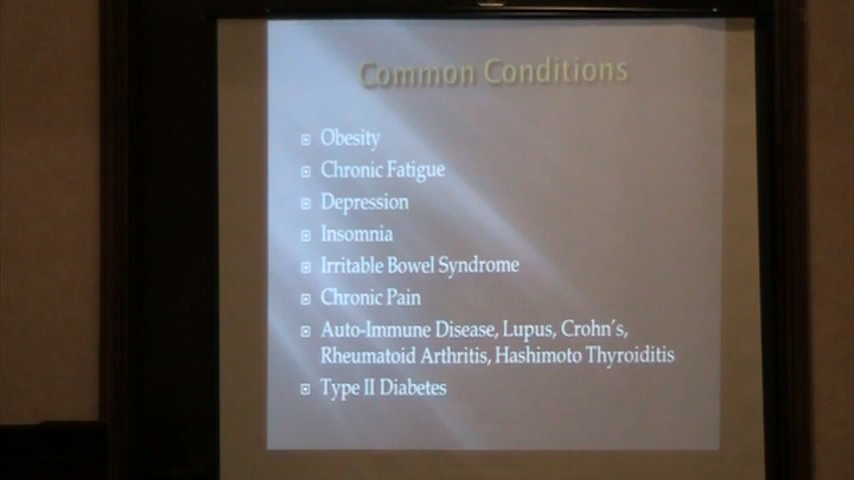 Common Conditions
Obesity
Chronic Fatigue
Depression
Insomnia
Irritable Bowel Syndrome
Chronic Pain
Auto-Immune Disease, Lupus, Crohn's,
Rheumatoid Arthritis, Hashimoto Thyroiditis
Type II Diabetes